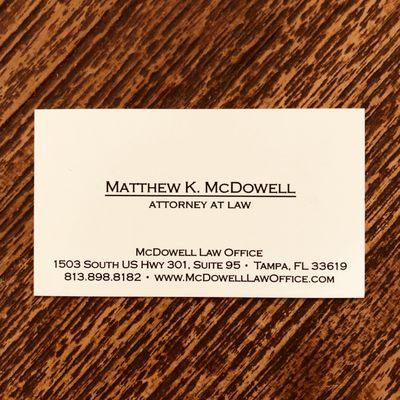 Matthew K. McDowell
Attorney at Law
McDowell Law Office
1503 South US Hwy 301, Suite 95 • Tampa, FL 33619
813.898.8182 • www.McDowellLawOffice.com